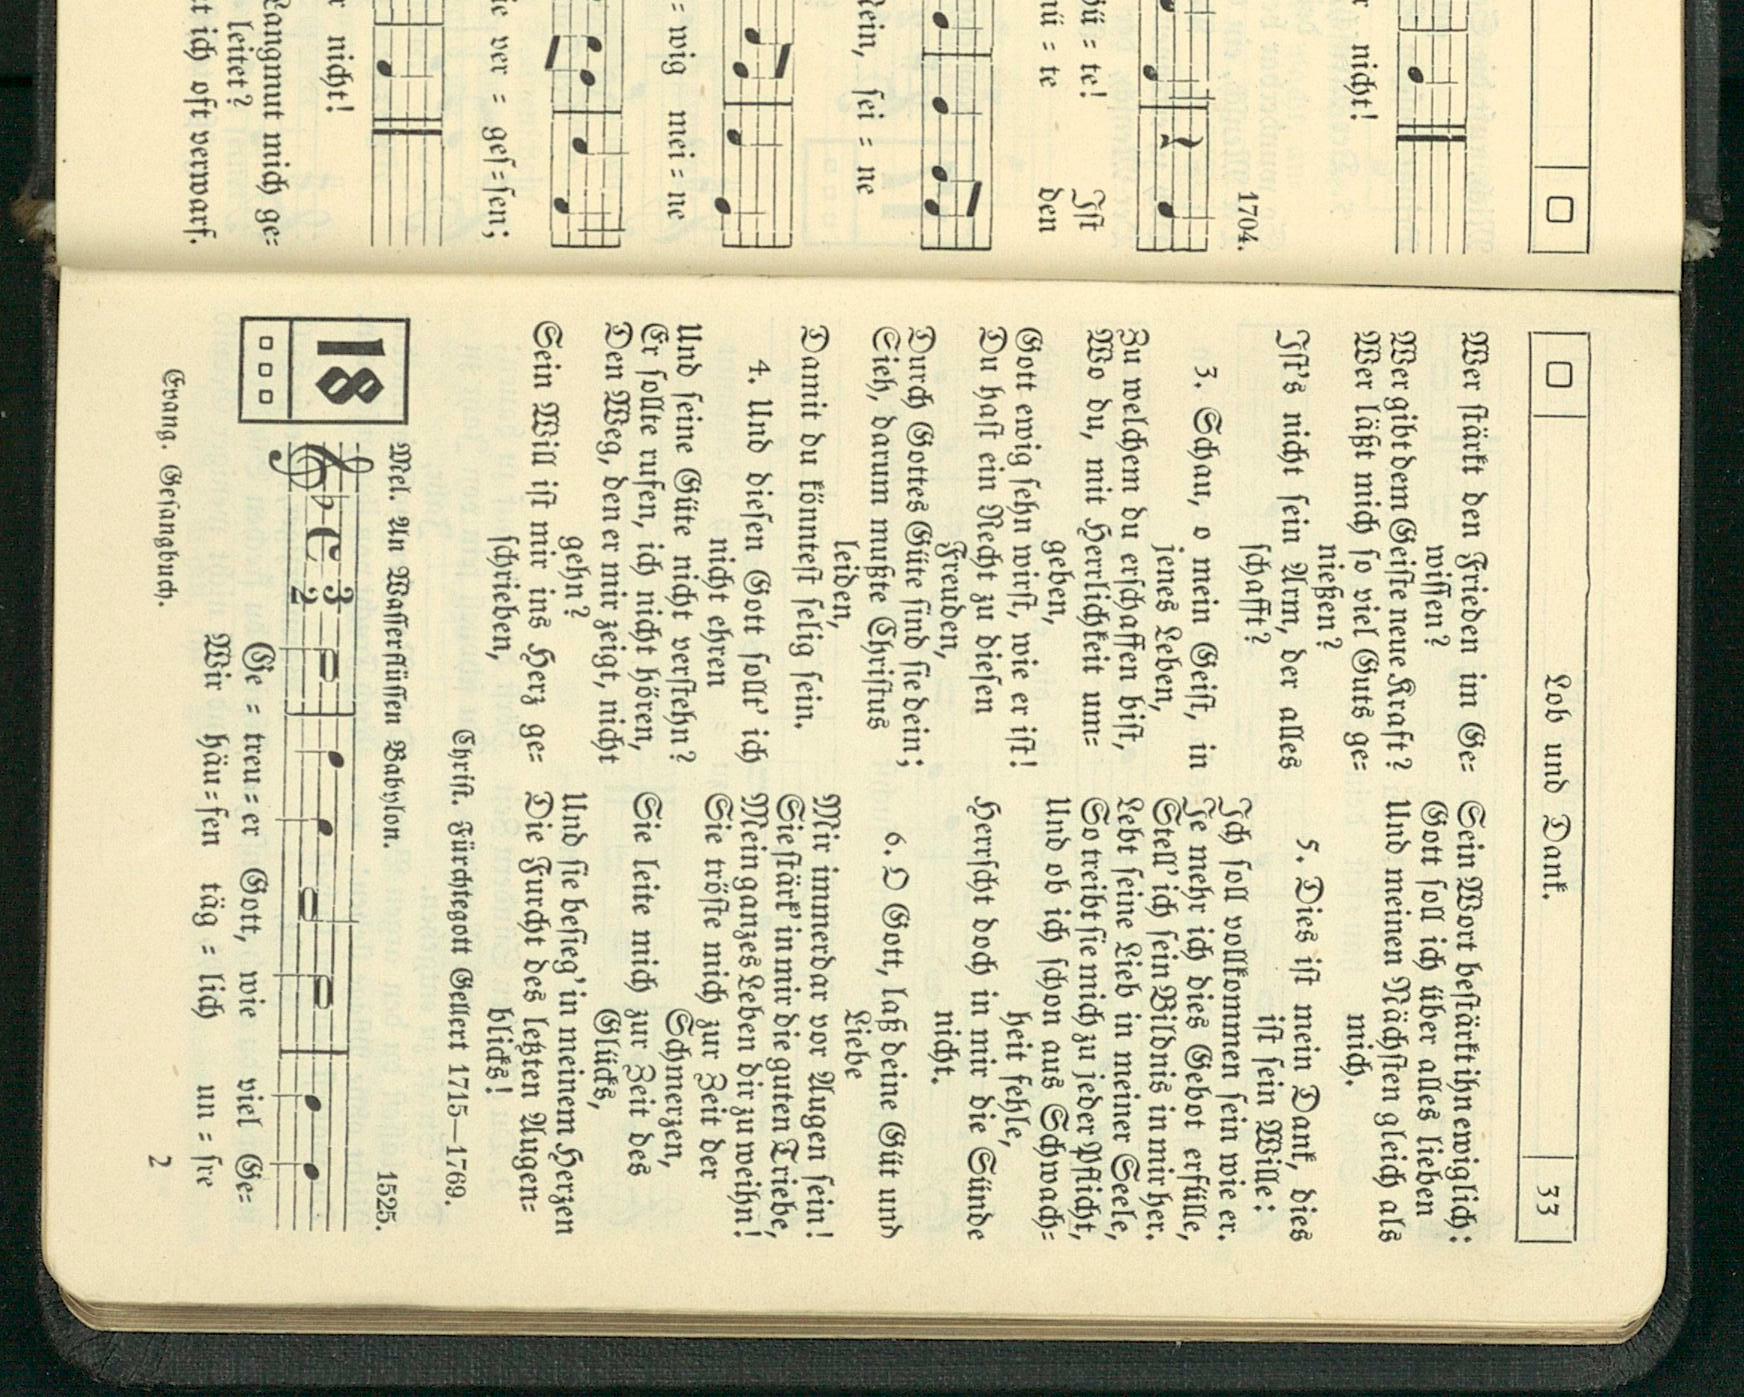 r nicht!
1704.
ü = te! Iſt
nü = te den
ein, ſei = ne
= wig mei = ne
ie ver = geſ=ſen;
r nicht!
Langmut mich ge=
leitet?
t ich oft verwarf.
Lob und Dank. 33
Wer ſtärkt den Frieden im Ge=
wiſſen?
Wer gibt dem Geiſte neue Kraft?
Wer läßt mich ſo viel Guts ge=
nießen?
Iſt's nicht ſein Arm, der alles
ſchafft?
3. Schau, o mein Geiſt, in
jenes Leben,
Zu welchem du erſchaffen biſt,
Wo du, mit Herrlichkeit um=
geben,
Gott ewig ſehn wirſt, wie er iſt!
Du haſt ein Recht zu dieſen
Freuden,
Durch Gottes Güte ſind ſie dein;
Sieh, darum mußte Chriſtus
leiden,
Damit du könnteſt ſelig ſein.
4. Und dieſen Gott ſollt' ich
nicht ehren
Und ſeine Güte nicht verſtehn?
Er ſollte rufen, ich nicht hören,
Den Weg, den er mir zeigt, nicht
gehn?
Sein Will iſt mir ins Herz ge=
ſchrieben,
Sein Wort beſtärkt ihn ewiglich:
Gott ſoll ich über alles lieben
Und meinen Nächſten gleich als
mich.
5. Dies iſt mein Dank, dies
iſt ſein Wille:
Ich ſoll vollkommen ſein wie er.
Je mehr ich dies Gebot erfülle,
Stell' ich ſein Bildnis in mir her.
Lebt ſeine Lieb in meiner Seele,
So treibt ſie mich zu jeder Pflicht,
Und ob ich ſchon aus Schwach=
heit fehle,
Herrſcht doch in mir die Sünde
nicht.
6. O Gott, laß deine Güt und
Liebe
Mir immerdar vor Augen ſein!
Sie ſtärk' in mir die guten Triebe,
Mein ganzes Leben dir zu weihn!
Sie tröſte mich zur Zeit der
Schmerzen,
Sie leite mich zur Zeit des
Glücks,
Und ſie beſieg' in meinem Herzen
Die Furcht des letzten Augen=
blicks!
Chriſt. Fürchtegott Gellert 1715—1769.
18
Mel. An Waſſerflüſſen Babylon. 1525.
Ge = treu = er Gott, wie viel Ge=
Wir häu=fen täg = lich un = ſre
Evang. Geſangbuch. 2